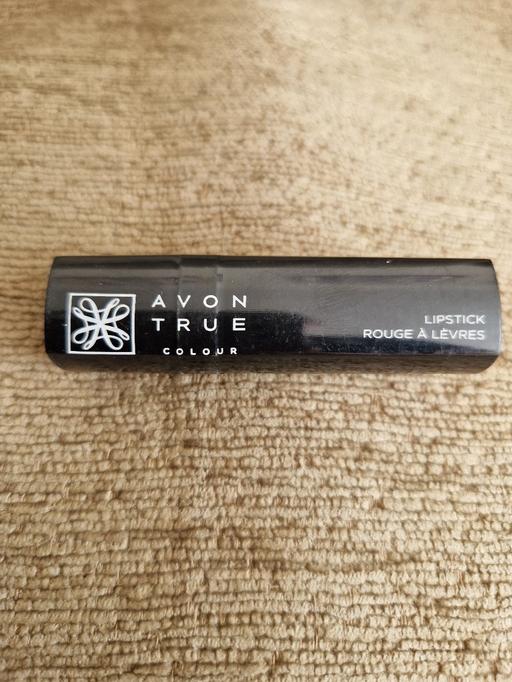 AVON
TRUE
COLOUR
LIPSTICK
ROUGE À LÈVRES